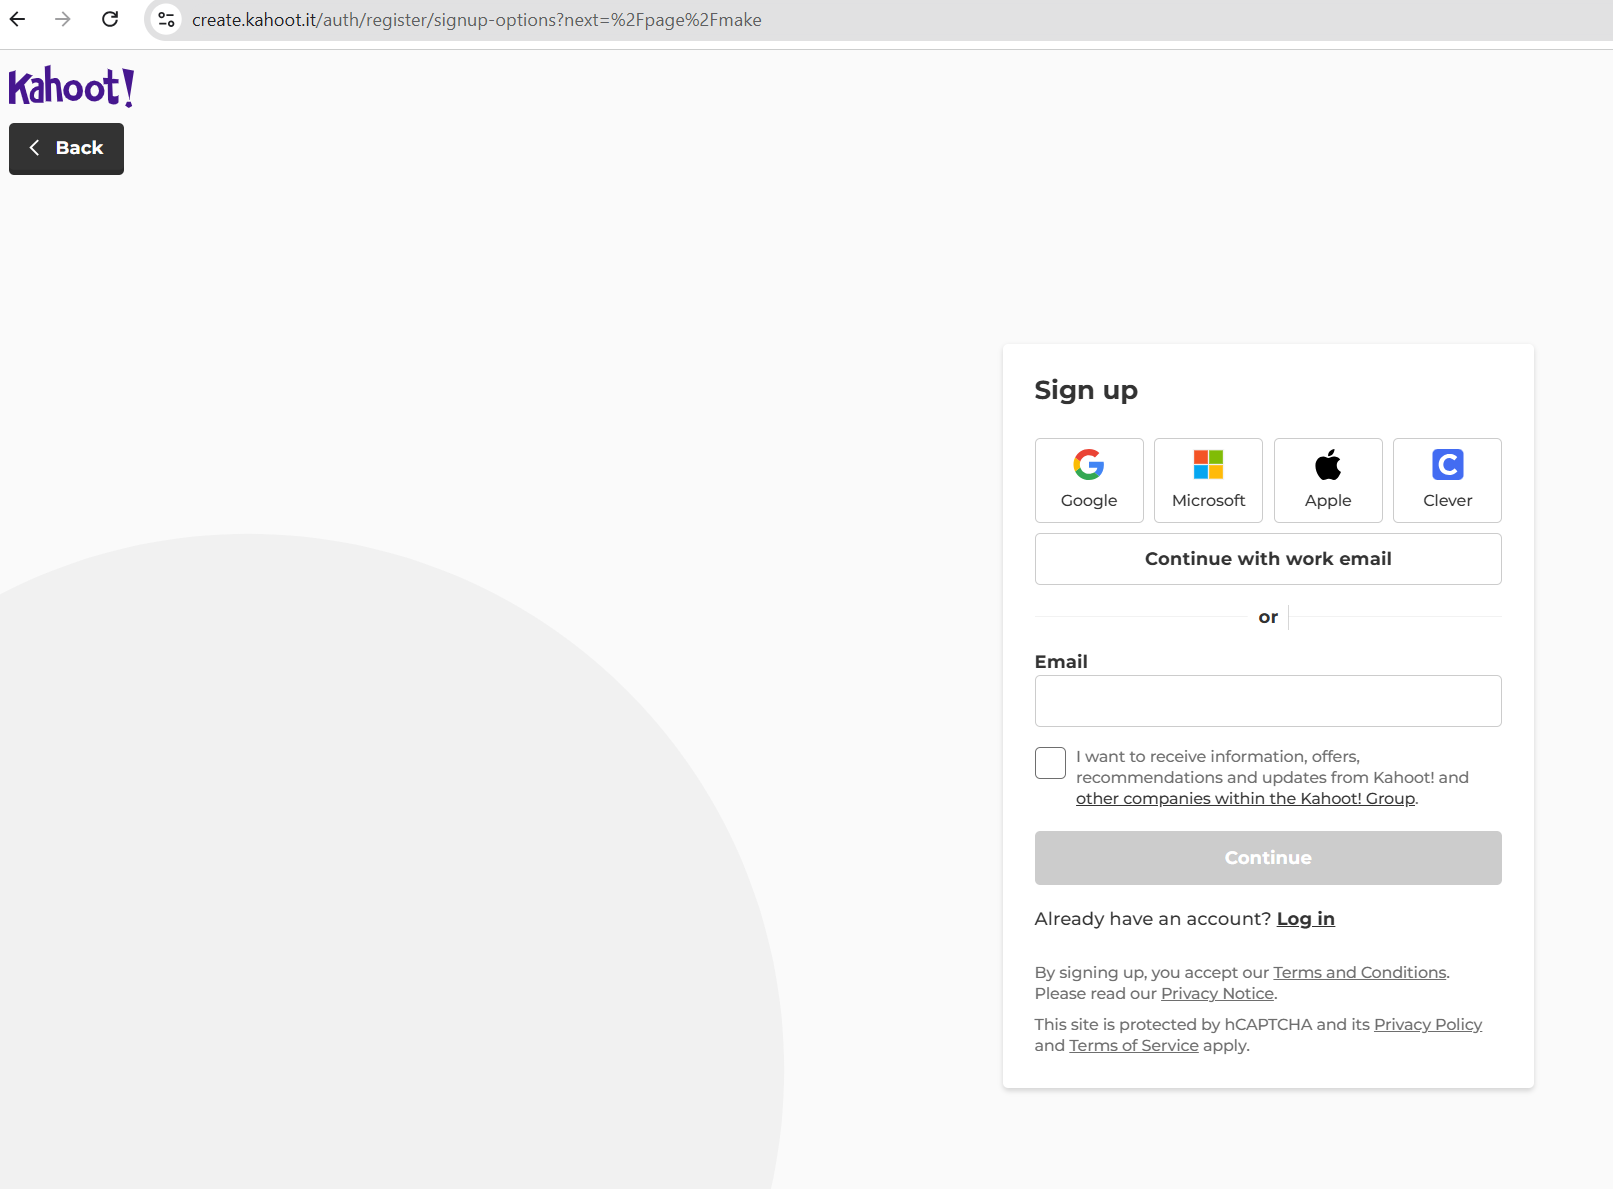 create.kahoot.it/auth/register/signup-options?next=%2Fpage%2Fmake
Kahoot!
Back
Sign up
Google
Microsoft
Apple
Clever
Continue with work email
or
Email
I want to receive information, offers,
recommendations and updates from Kahoot! and
other companies within the Kahoot! Group.
Continue
Already have an account? Log in
By signing up, you accept our Terms and Conditions.
Please read our Privacy Notice.
This site is protected by hCAPTCHA and its Privacy Policy
and Terms of Service apply.